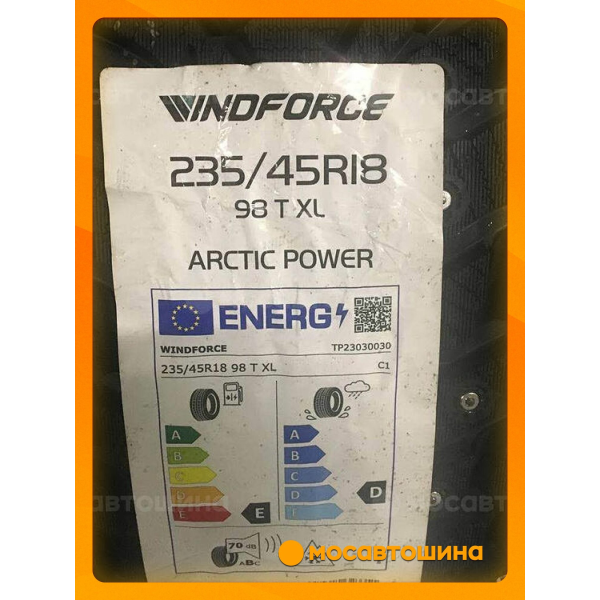 WINDFORCE
235/45R18
98 T XL
ARCTIC POWER
ENERG
WINDFORCE TP23030030
235/45R18 98 T XL C1
A A
B B
C C
D D D
E E E
70 dB
ABC
мосавтошина